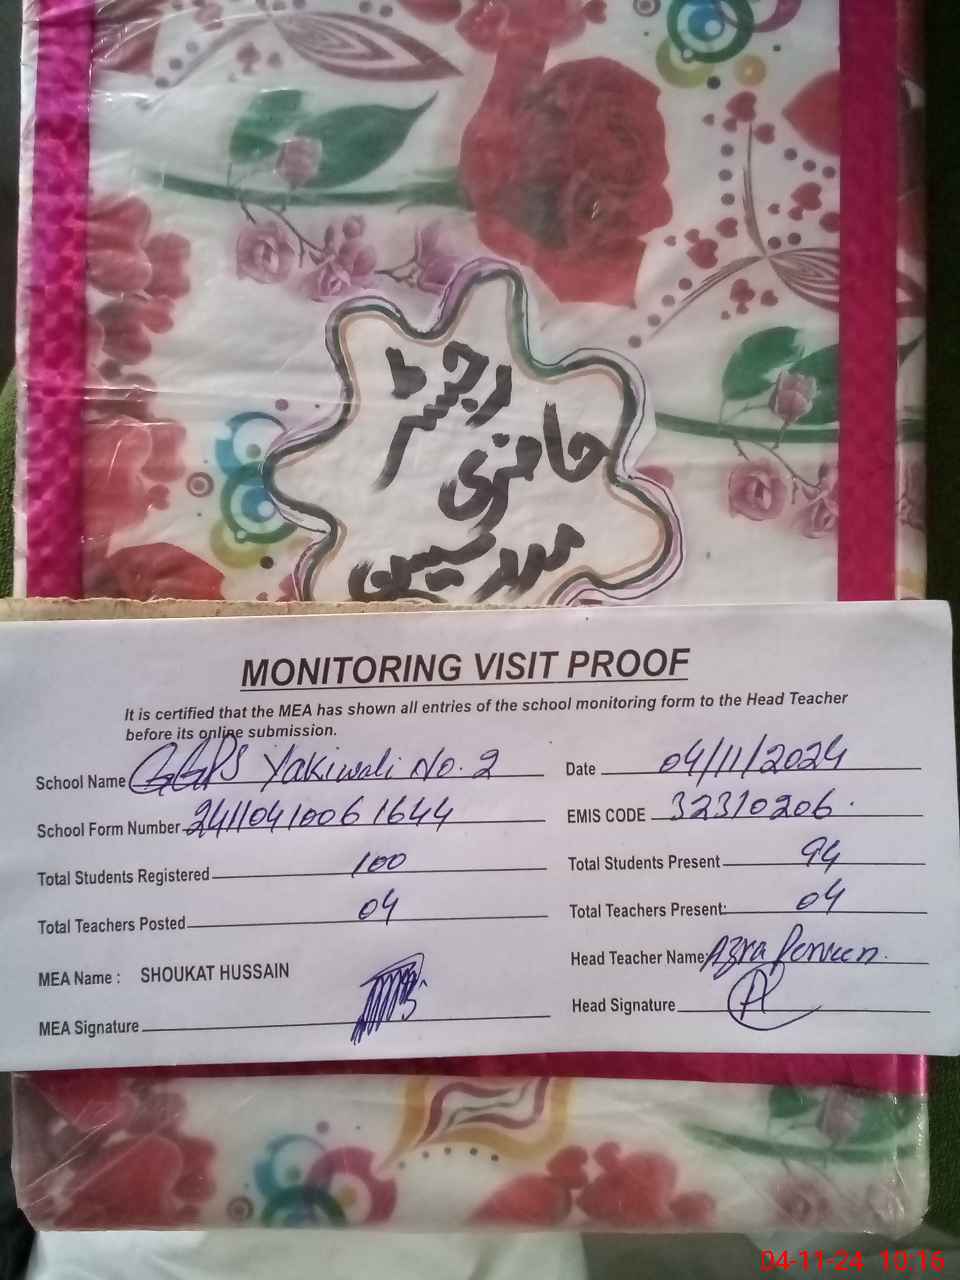 رجسٹر
حاضری
مدرسین
MONITORING VISIT PROOF
It is certified that the MEA has shown all entries of the school monitoring form to the Head Teacher
before its online submission.
School Name GGPS Yakiwali No. 2 Date 04/11/2024
School Form Number 24110410061644 EMIS CODE 32310206.
Total Students Registered 100 Total Students Present 94
Total Teachers Posted 04 Total Teachers Present: 04
MEA Name : SHOUKAT HUSSAIN Head Teacher Name Azra Perveen.
MEA Signature Head Signature
04-11-24 10:16